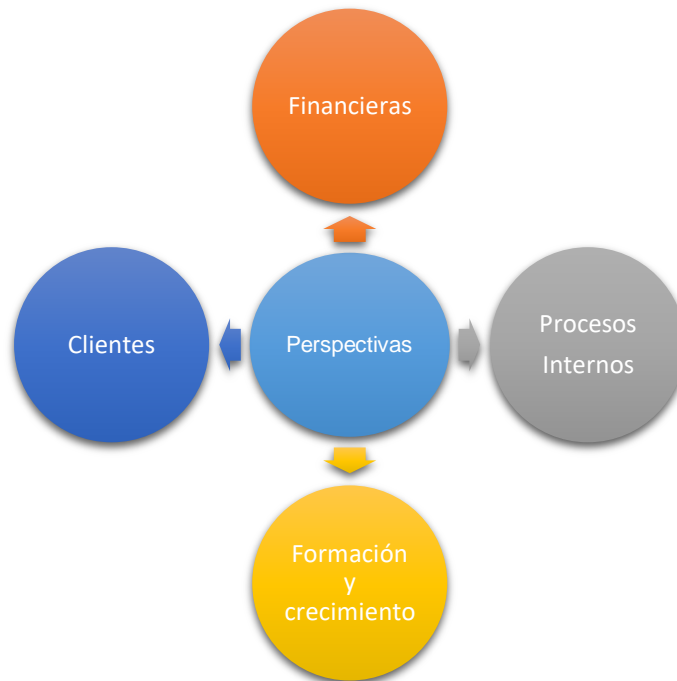 Financieras
Clientes
Perspectivas
Procesos
Internos
Formación
y
crecimiento